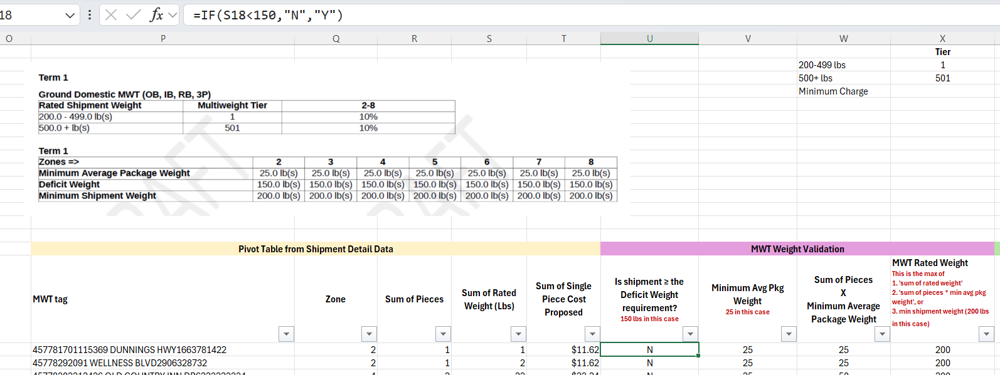 18
fx
=IF(S18<150,"N","Y")
O P Q R S T U V W X
Tier
200-499 lbs 1
500+ lbs 501
Minimum Charge
Term 1
Ground Domestic MWT (OB, IB, RB, 3P)
Rated Shipment Weight Multiweight Tier 2-8
200.0 - 499.0 lb(s) 1 10%
500.0 + lb(s) 501 10%
Term 1
Zones => 2 3 4 5 6 7 8
Minimum Average Package Weight 25.0 lb(s) 25.0 lb(s) 25.0 lb(s) 25.0 lb(s) 25.0 lb(s) 25.0 lb(s) 25.0 lb(s)
Deficit Weight 150.0 lb(s) 150.0 lb(s) 150.0 lb(s) 150.0 lb(s) 150.0 lb(s) 150.0 lb(s) 150.0 lb(s)
Minimum Shipment Weight 200.0 lb(s) 200.0 lb(s) 200.0 lb(s) 200.0 lb(s) 200.0 lb(s) 200.0 lb(s) 200.0 lb(s)
Pivot Table from Shipment Detail Data
MWT Weight Validation
MWT tag
Zone
Sum of Pieces
Sum of Rated
Weight (Lbs)
Sum of Single
Piece Cost
Proposed
Is shipment ≥ the
Deficit Weight
requirement?
150 lbs in this case
Minimum Avg Pkg
Weight
25 in this case
Sum of Pieces
X
Minimum Average
Package Weight
MWT Rated Weight
This is the max of
1. 'sum of rated weight'
2. 'sum of pieces * min avg pkg
weight', or
3. min shipment weight (200 lbs
in this case)
457781701115369 DUNNINGS HWY1663781422 2 1 1 $11.62 N 25 25 200
45778292091 WELLNESS BLVD2906328732 2 1 2 $11.62 N 25 25 200